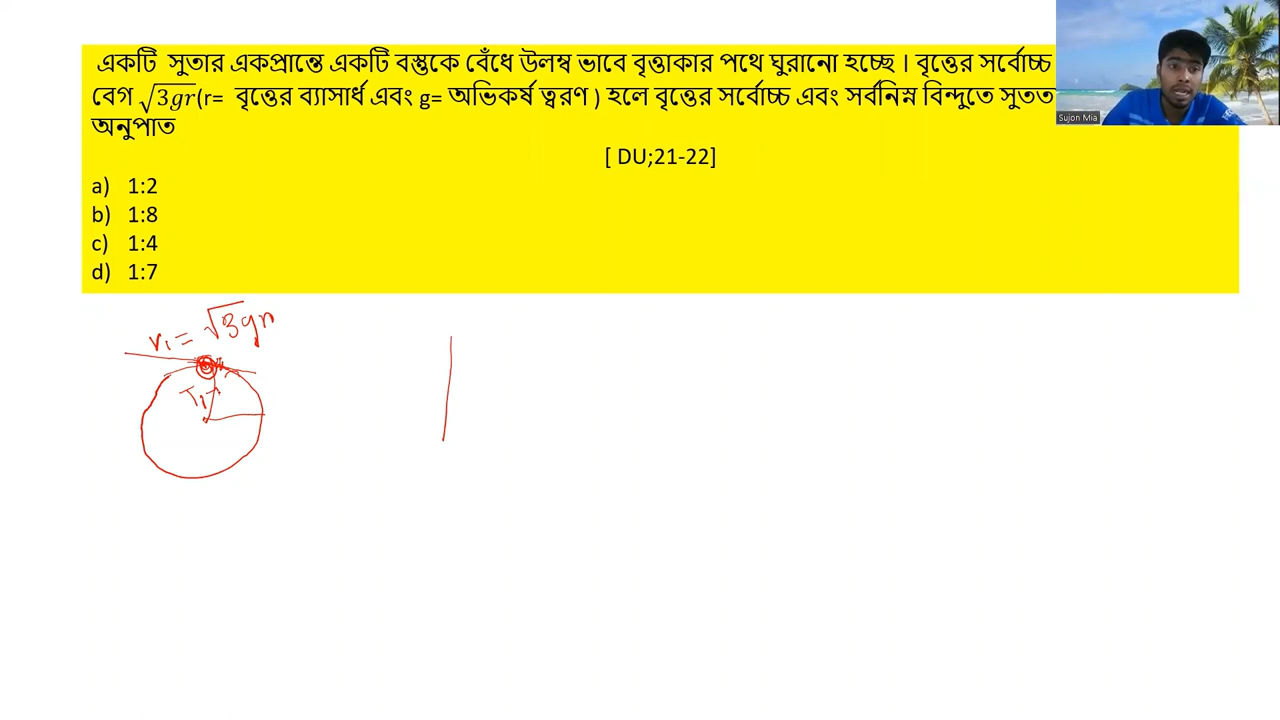 একটি সুতার একপ্রান্তে একটি বস্তুকে বেঁধে উলম্ব ভাবে বৃত্তাকার পথে ঘুরানো হচ্ছে । বৃত্তের সর্বোচ্চ
বেগ √3gr(r= বৃত্তের ব্যাসার্ধ এবং g= অভিকর্ষ ত্বরণ ) হলে বৃত্তের সর্বোচ্চ এবং সর্বনিম্ন বিন্দুতে সুতত
অনুপাত
[ DU;21-22]
a) 1:2
b) 1:8
c) 1:4
d) 1:7
v₁ = √3gr
T₁
Sujon Mia